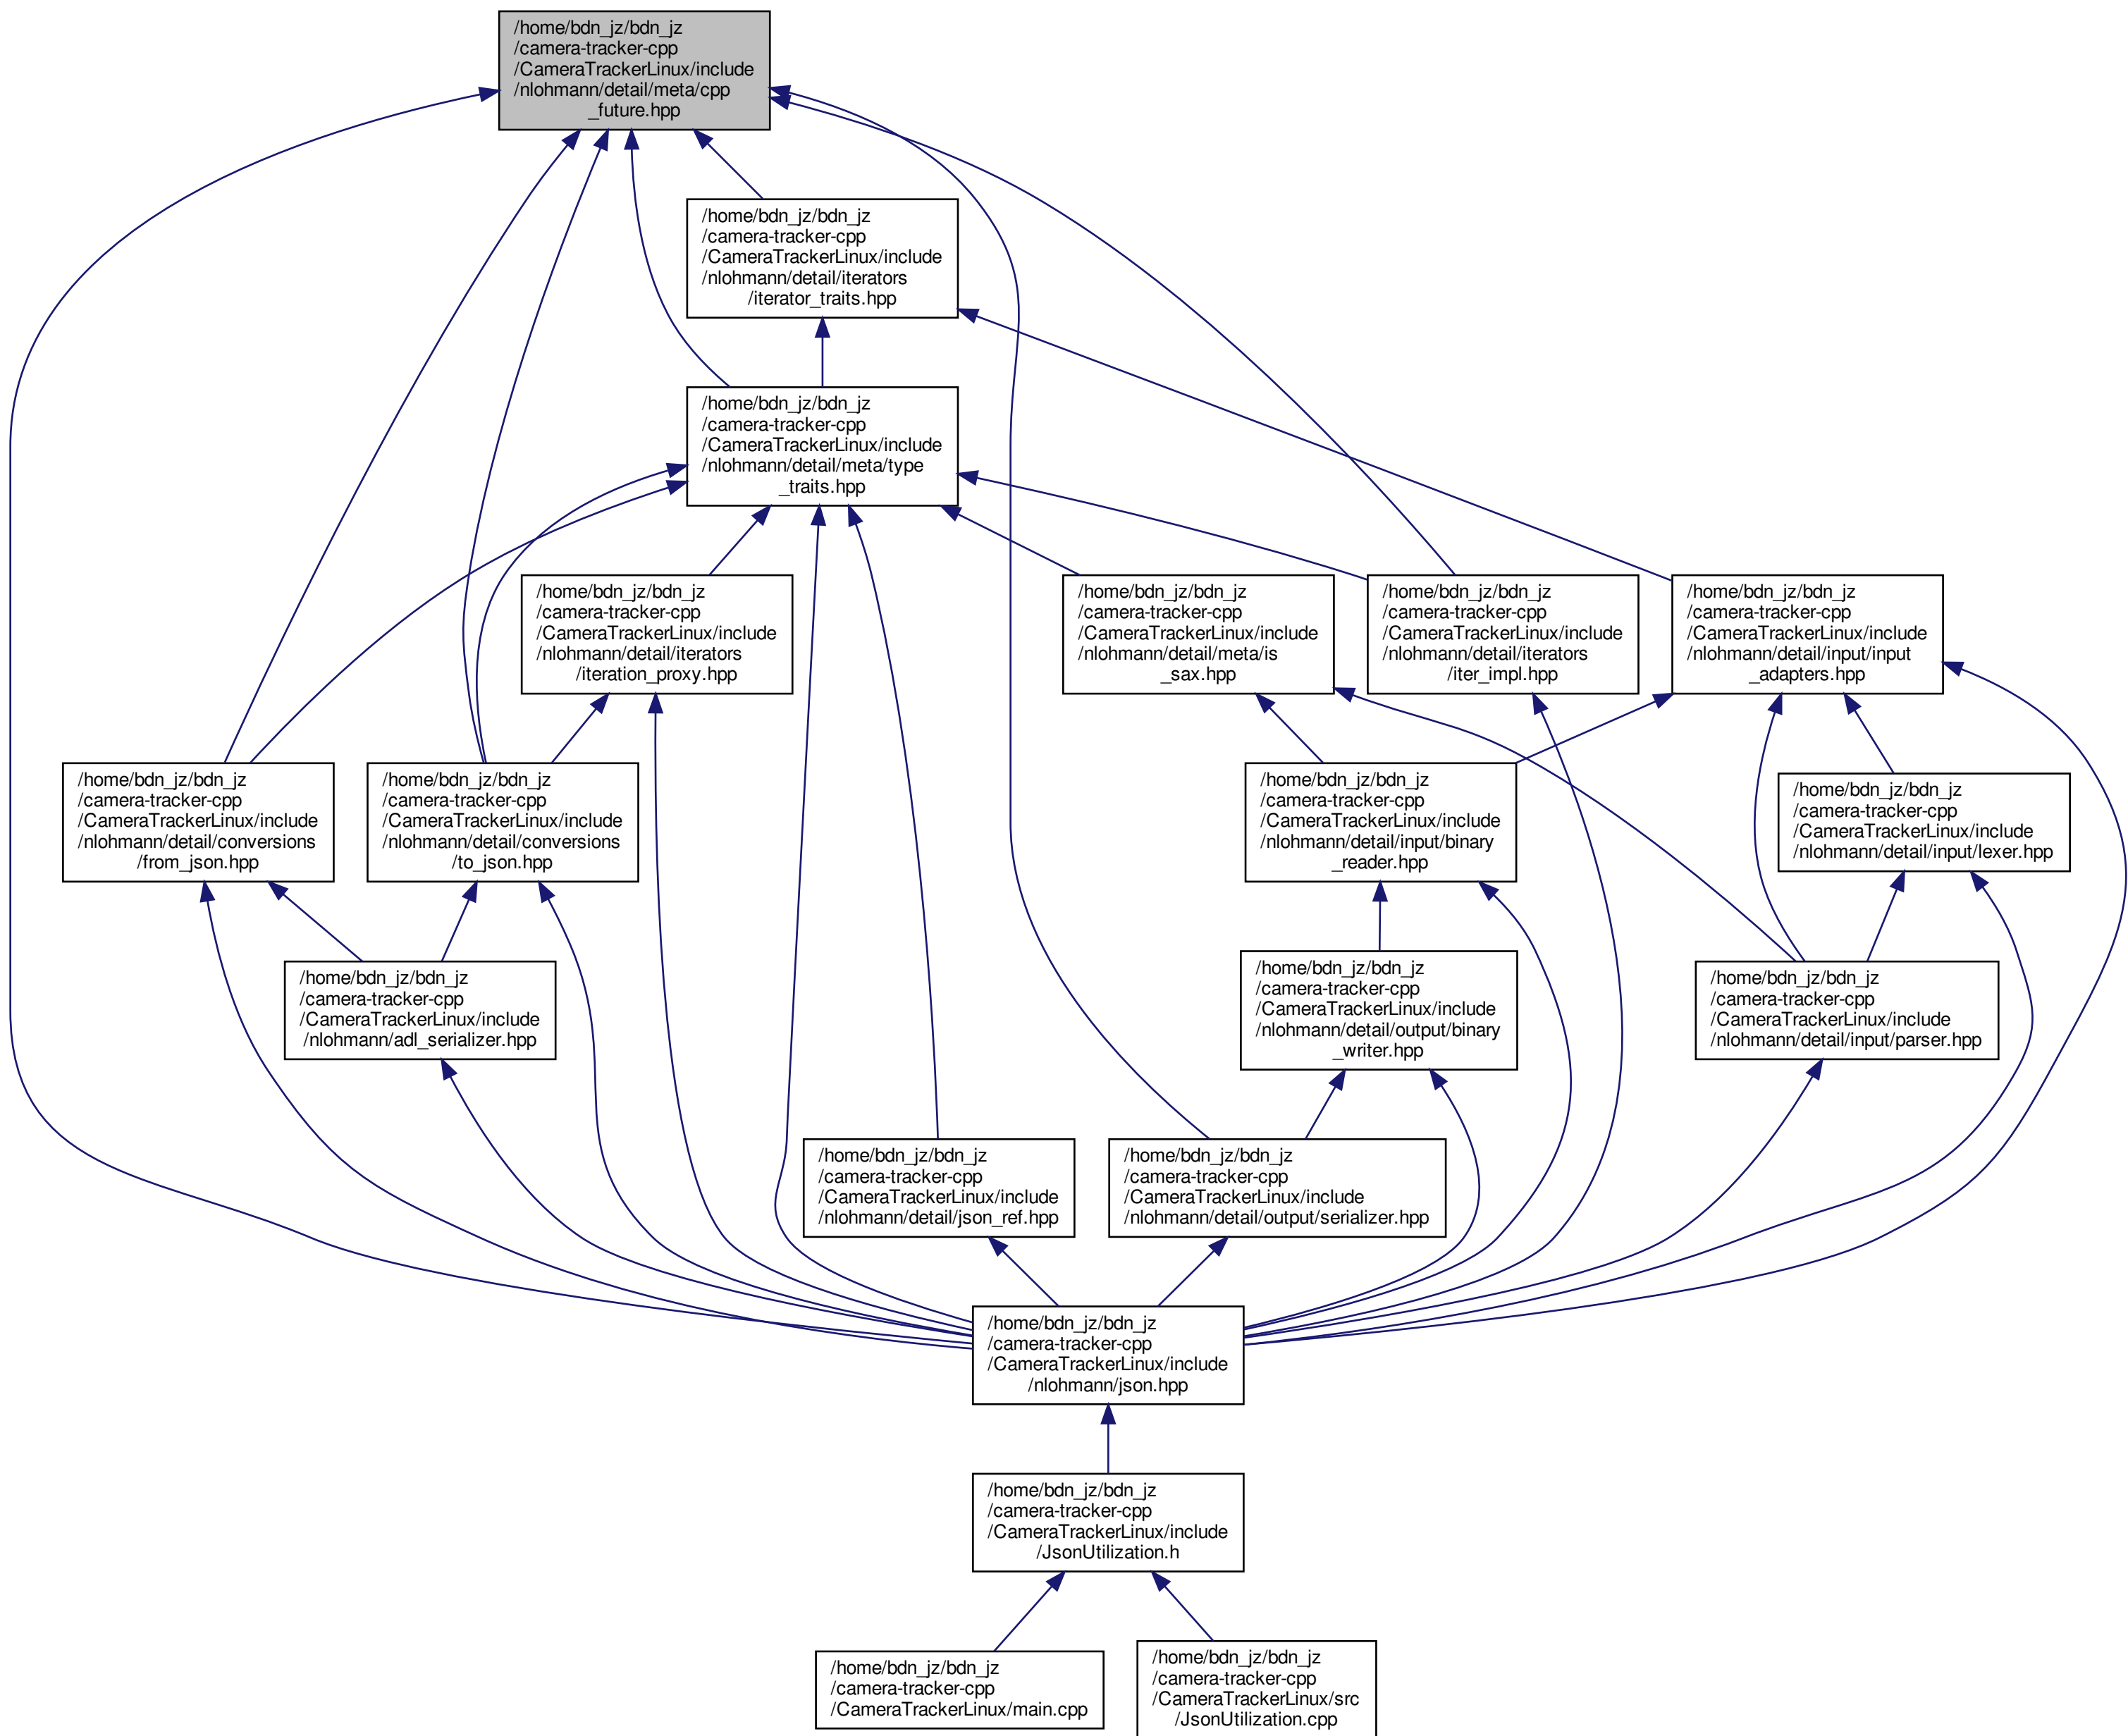 /home/bdn_jz/bdn_jz
/camera-tracker-cpp
/CameraTrackerLinux/include
/nlohmann/detail/meta/cpp
_future.hpp
/home/bdn_jz/bdn_jz
/camera-tracker-cpp
/CameraTrackerLinux/include
/nlohmann/detail/iterators
/iterator_traits.hpp
/home/bdn_jz/bdn_jz
/camera-tracker-cpp
/CameraTrackerLinux/include
/nlohmann/detail/meta/type
_traits.hpp
/home/bdn_jz/bdn_jz
/camera-tracker-cpp
/CameraTrackerLinux/include
/nlohmann/detail/iterators
/iteration_proxy.hpp
/home/bdn_jz/bdn_jz
/camera-tracker-cpp
/CameraTrackerLinux/include
/nlohmann/detail/meta/is
_sax.hpp
/home/bdn_jz/bdn_jz
/camera-tracker-cpp
/CameraTrackerLinux/include
/nlohmann/detail/iterators
/iter_impl.hpp
/home/bdn_jz/bdn_jz
/camera-tracker-cpp
/CameraTrackerLinux/include
/nlohmann/detail/input/input
_adapters.hpp
/home/bdn_jz/bdn_jz
/camera-tracker-cpp
/CameraTrackerLinux/include
/nlohmann/detail/conversions
/from_json.hpp
/home/bdn_jz/bdn_jz
/camera-tracker-cpp
/CameraTrackerLinux/include
/nlohmann/detail/conversions
/to_json.hpp
/home/bdn_jz/bdn_jz
/camera-tracker-cpp
/CameraTrackerLinux/include
/nlohmann/detail/input/binary
_reader.hpp
/home/bdn_jz/bdn_jz
/camera-tracker-cpp
/CameraTrackerLinux/include
/nlohmann/detail/input/lexer.hpp
/home/bdn_jz/bdn_jz
/camera-tracker-cpp
/CameraTrackerLinux/include
/nlohmann/adl_serializer.hpp
/home/bdn_jz/bdn_jz
/camera-tracker-cpp
/CameraTrackerLinux/include
/nlohmann/detail/output/binary
_writer.hpp
/home/bdn_jz/bdn_jz
/camera-tracker-cpp
/CameraTrackerLinux/include
/nlohmann/detail/input/parser.hpp
/home/bdn_jz/bdn_jz
/camera-tracker-cpp
/CameraTrackerLinux/include
/nlohmann/detail/json_ref.hpp
/home/bdn_jz/bdn_jz
/camera-tracker-cpp
/CameraTrackerLinux/include
/nlohmann/detail/output/serializer.hpp
/home/bdn_jz/bdn_jz
/camera-tracker-cpp
/CameraTrackerLinux/include
/nlohmann/json.hpp
/home/bdn_jz/bdn_jz
/camera-tracker-cpp
/CameraTrackerLinux/include
/JsonUtilization.h
/home/bdn_jz/bdn_jz
/camera-tracker-cpp
/CameraTrackerLinux/main.cpp
/home/bdn_jz/bdn_jz
/camera-tracker-cpp
/CameraTrackerLinux/src
/JsonUtilization.cpp